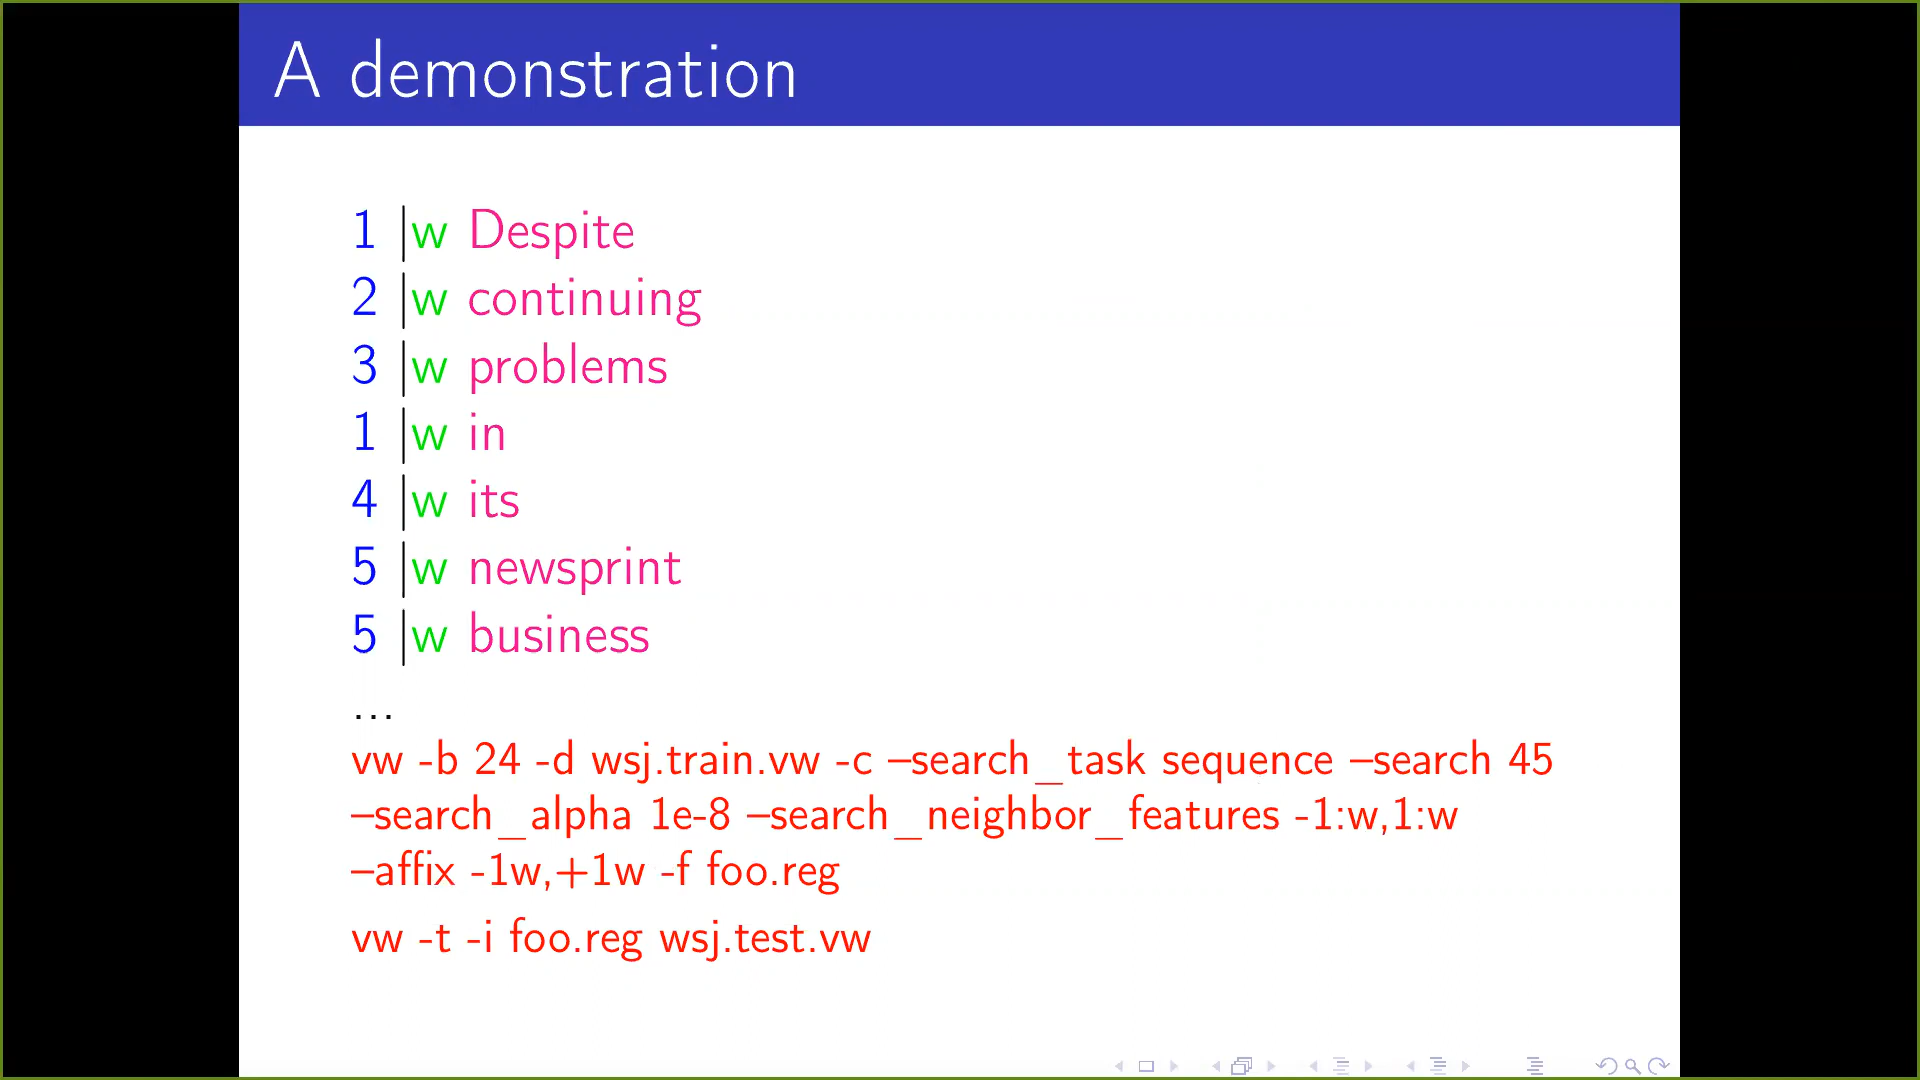 A demonstration
1 |w Despite
2 |w continuing
3 |w problems
1 |w in
4 |w its
5 |w newsprint
5 |w business
...
vw -b 24 -d wsj.train.vw -c –search_task sequence –search 45
–search_alpha 1e-8 –search_neighbor_features -1:w,1:w
–affix -1w,+1w -f foo.reg
vw -t -i foo.reg wsj.test.vw